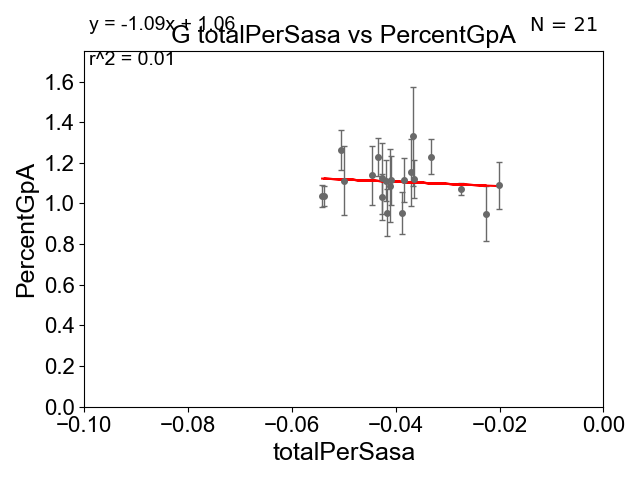 y = -1.09x + 1.06
N = 21
G totalPerSasa vs PercentGpA
r^2 = 0.01
1.6
1.4
1.2
1.0
0.8
0.6
0.4
0.2
0.0
PercentGpA
−0.10 −0.08 −0.06 −0.04 −0.02 0.00
totalPerSasa